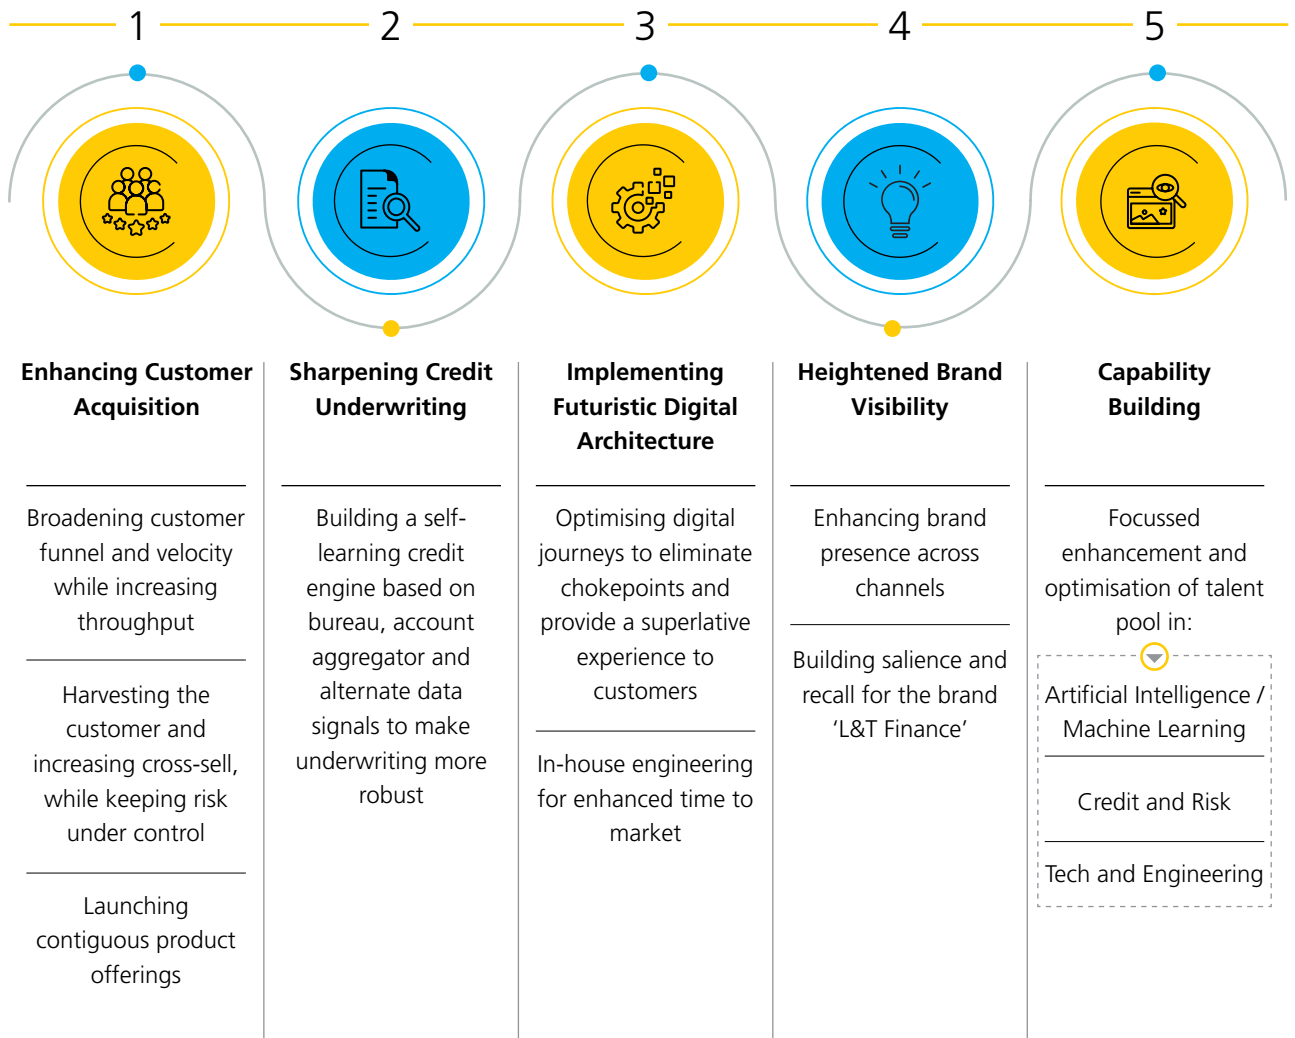 1
2
3
4
5
Enhancing Customer
Acquisition
Broadening customer
funnel and velocity
while increasing
throughput
Harvesting the
customer and
increasing cross-sell,
while keeping risk
under control
Launching
contiguous product
offerings
Sharpening Credit
Underwriting
Building a self-
learning credit
engine based on
bureau, account
aggregator and
alternate data
signals to make
underwriting more
robust
Implementing
Futuristic Digital
Architecture
Optimising digital
journeys to eliminate
chokepoints and
provide a superlative
experience to
customers
In-house engineering
for enhanced time to
market
Heightened Brand
Visibility
Enhancing brand
presence across
channels
Building salience and
recall for the brand
‘L&T Finance’
Capability
Building
Focussed
enhancement and
optimisation of talent
pool in:
Artificial Intelligence /
Machine Learning
Credit and Risk
Tech and Engineering